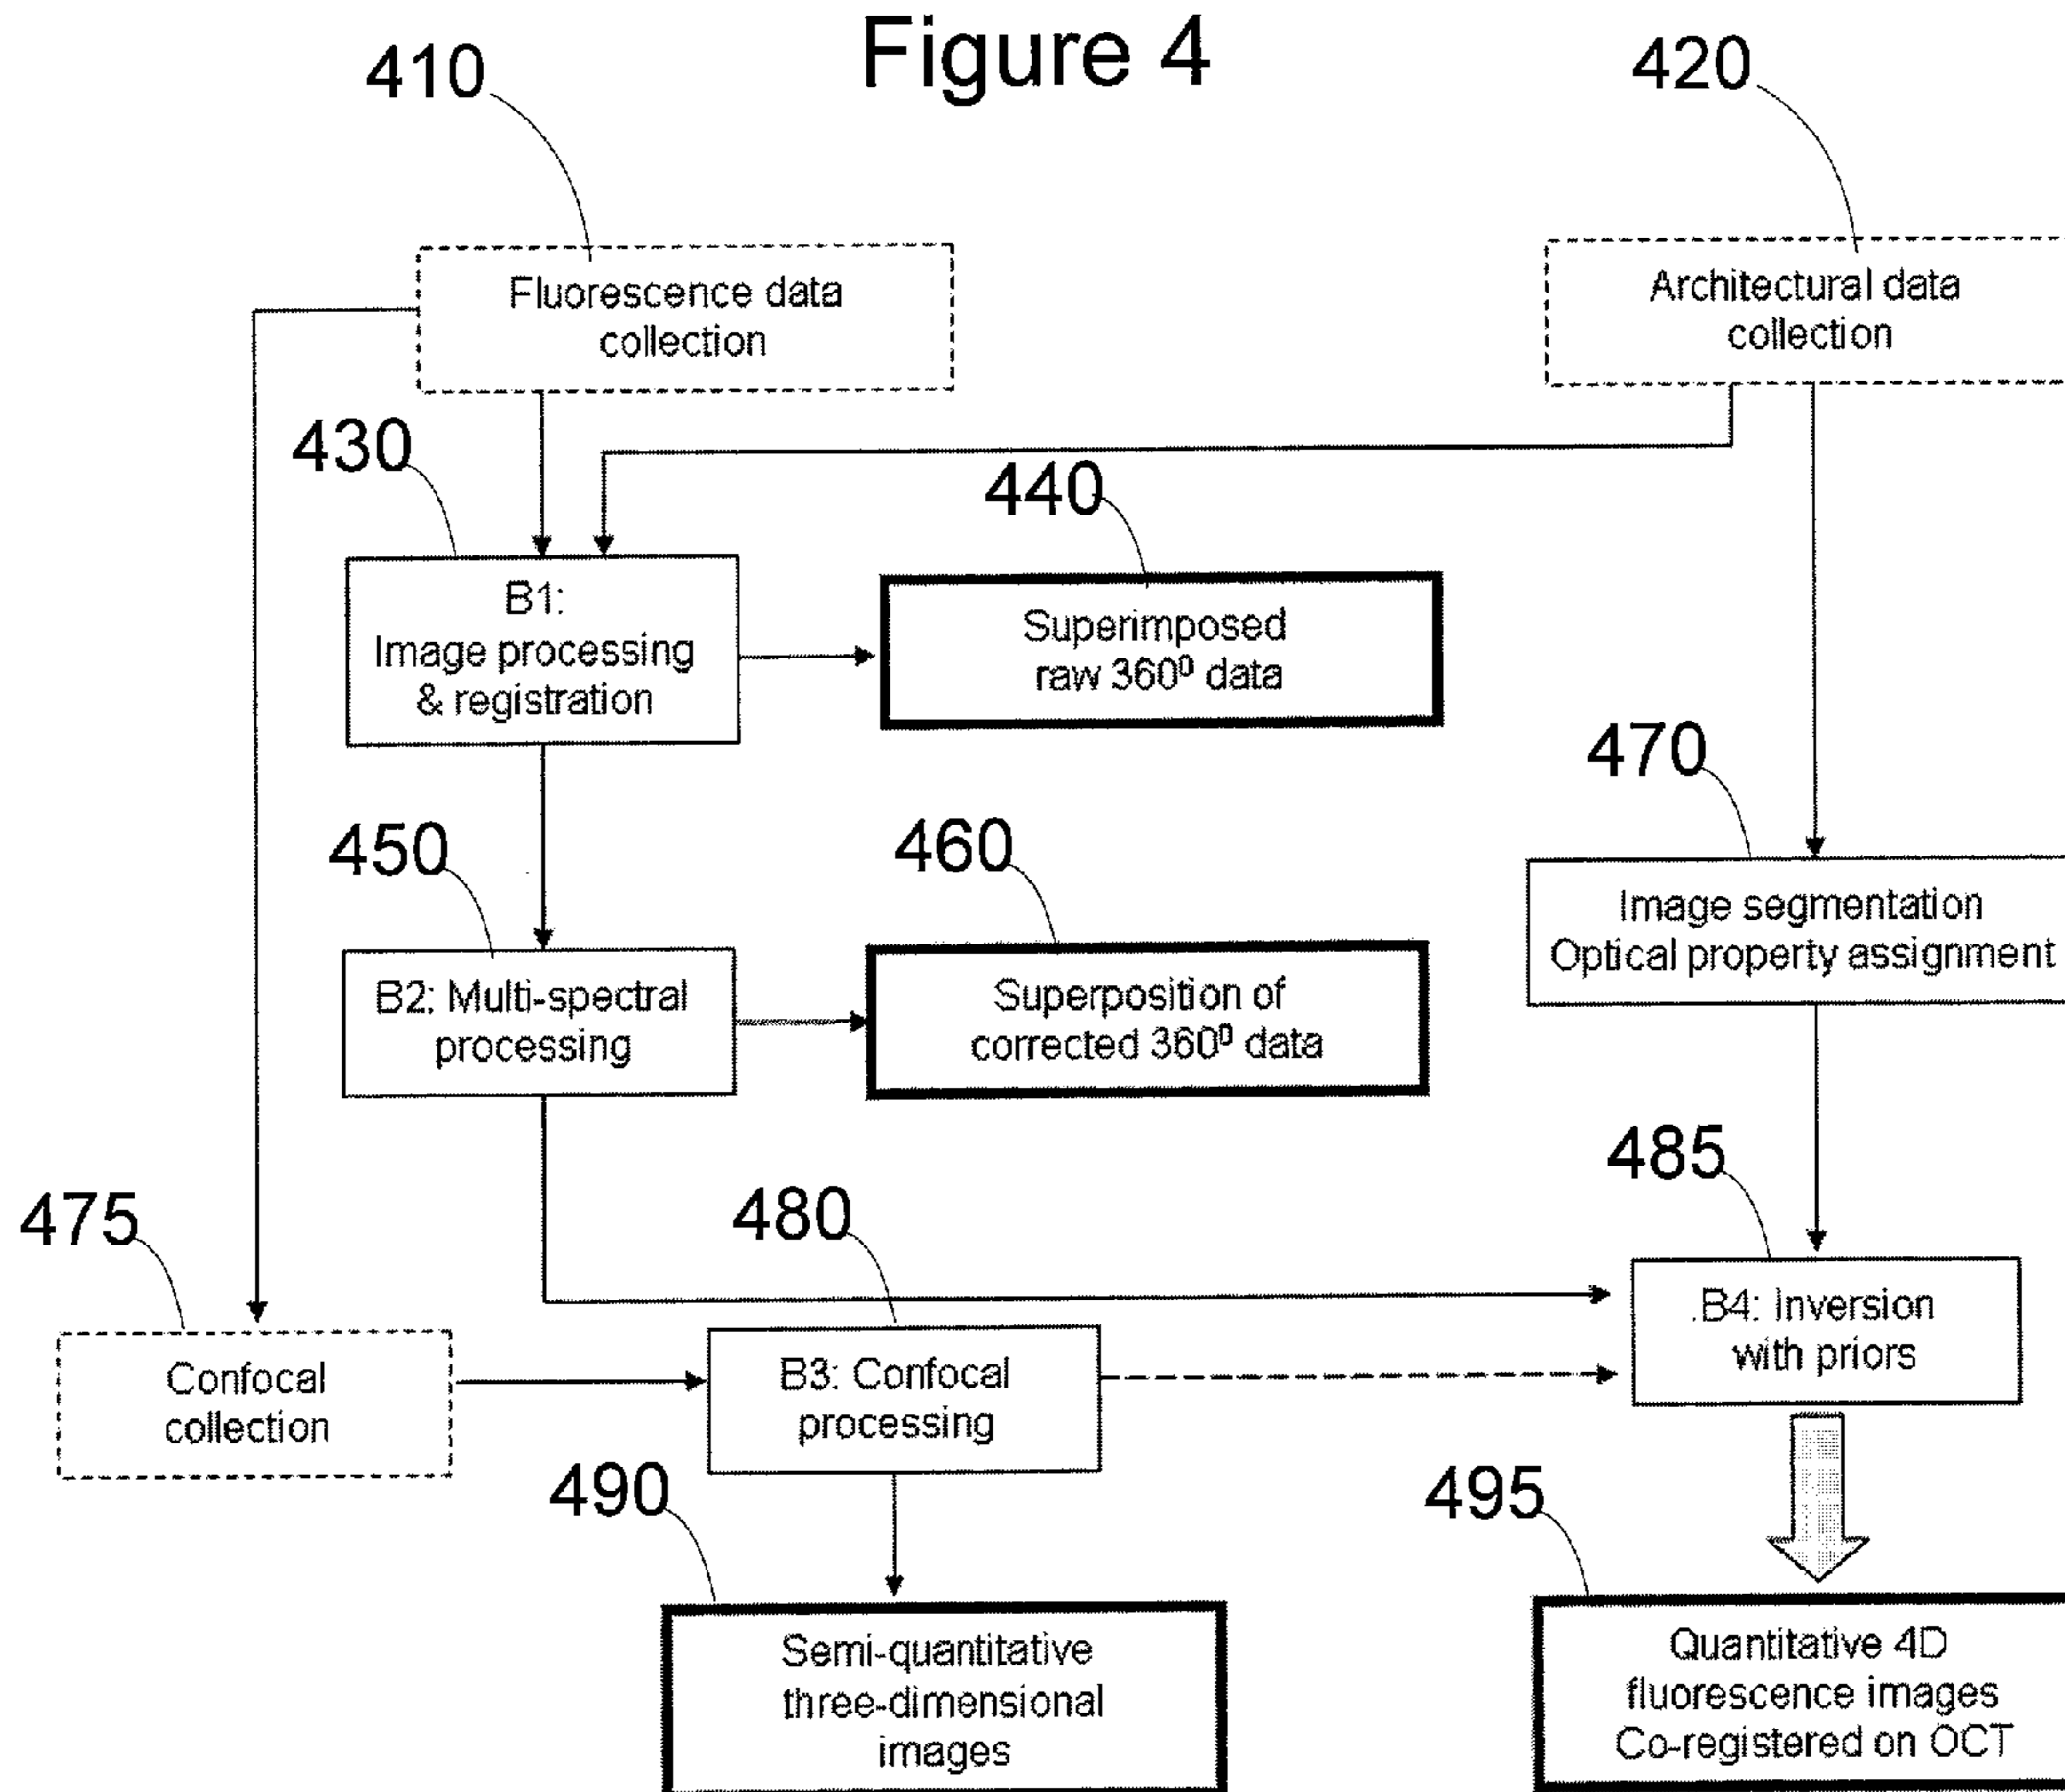 Figure 4
410
420
Fluorescence data
collection
Architectural data
collection
430
440
B1:
Image processing
& registration
Superimposed
raw 360⁰ data
470
450
460
Image segmentation
Optical property assignment
B2: Multi-spectral
processing
Superposition of
corrected 360⁰ data
485
475
480
.B4: Inversion
with priors
Confocal
collection
B3: Confocal
processing
490
495
Semi-quantitative
three-dimensional
images
Quantitative 4D
fluorescence images
Co-registered on OCT